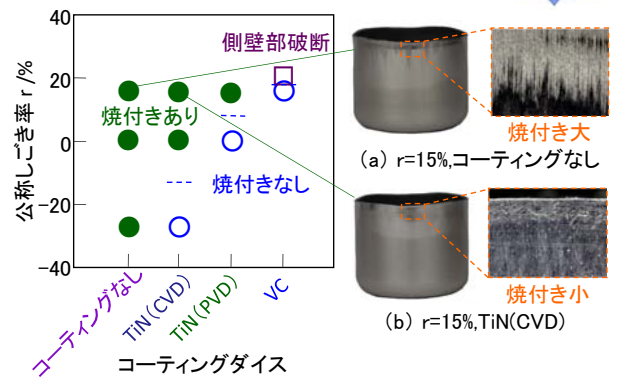 公称しごき率 r /%
40
20
0
−20
−40
側壁部破断
焼付きあり
焼付きなし
コーティングなし
TiN(CVD)
TiN(PVD)
VC
コーティングダイス
焼付き大
(a) r=15%,コーティングなし
焼付き小
(b) r=15%,TiN(CVD)